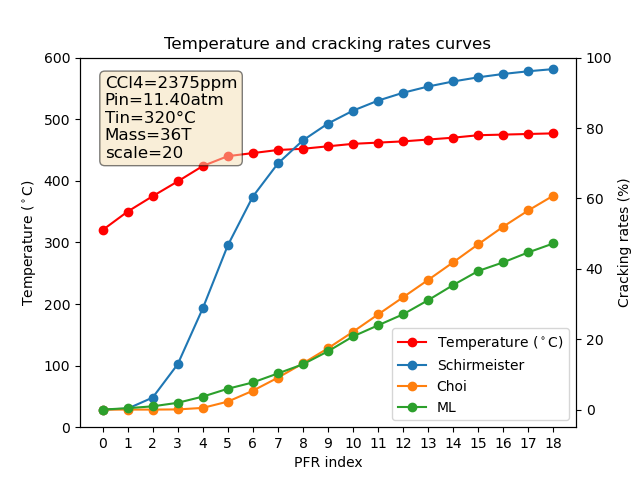 Temperature and cracking rates curves
CCl4=2375ppm
Pin=11.40atm
Tin=320°C
Mass=36T
scale=20
Temperature (°C)
600
500
400
300
200
100
0
100
80
60
40
20
0
Cracking rates (%)
Temperature (°C)
Schirmeister
Choi
ML
0 1 2 3 4 5 6 7 8 9 10 11 12 13 14 15 16 17 18
PFR index